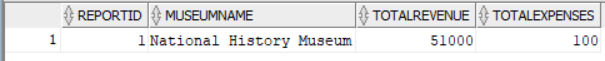 REPORTID MUSEUMNAME TOTALREVENUE TOTALEXPENSES
1 1 National History Museum 51000 100